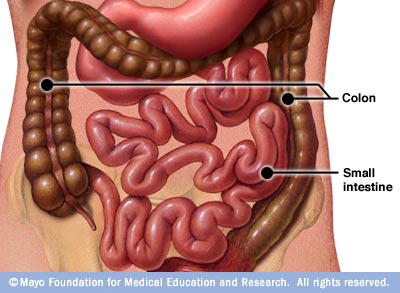 Colon
Small
intestine
©Mayo Foundation for Medical Education and Research. All rights reserved.